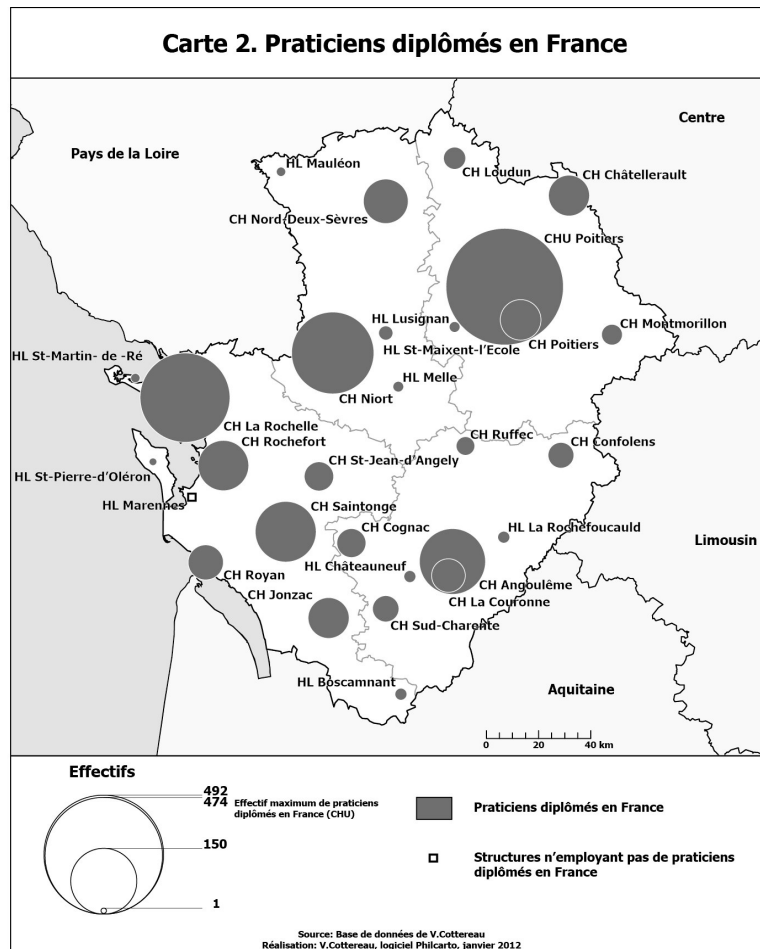 Carte 2. Praticiens diplômés en France
Centre
Pays de la Loire
HL Mauléon
CH Loudun
CH Châtellerault
CH Nord-Deux-Sèvres
CHU Poitiers
HL Lusignan
CH Montmorillon
HL St-Maixent-l'Ecole
CH Poitiers
HL St-Martin- de -Ré
HL Melle
CH Niort
CH La Rochelle
CH Rochefort
CH Ruffec
CH Confolens
CH St-Jean-d'Angely
HL St-Pierre-d'Oléron
HL Marennes
CH Saintonge
CH Cognac
HL La Rochefoucauld
Limousin
HL Châteauneuf
CH Royan
CH Angoulême
CH Jonzac
CH La Couronne
CH Sud-Charente
HL Boscamnant
Aquitaine
0 20 40 km
Effectifs
492
474
Effectif maximum de praticiens
diplômés en France (CHU)
150
1
Praticiens diplômés en France
Structures n'employant pas de praticiens
diplômés en France
Source: Base de données de V.Cottereau
Réalisation: V.Cottereau, logiciel Philcarto, janvier 2012